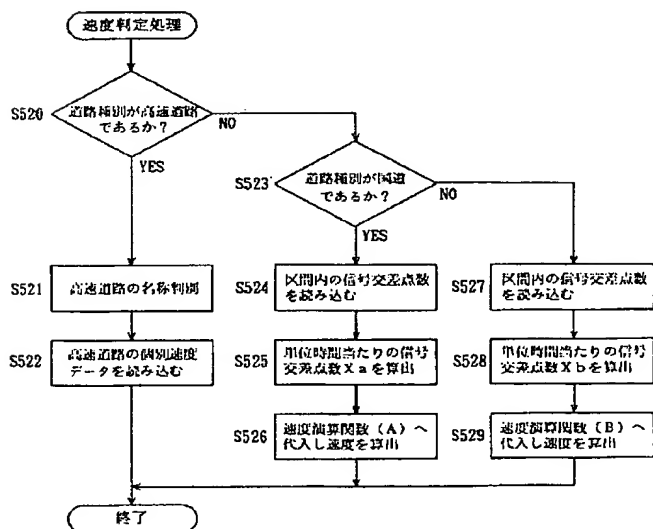 速度判定処理
S520
道路種別が高速道路
であるか?
NO
YES
S523
道路種別が国道
であるか?
NO
YES
S521
高速道路の名称判別
S524
区間内の信号交差点数
を読み込む
S527
区間内の信号交差点数
を読み込む
S522
高速道路の個別速度
データを読み込む
S525
単位時間当たりの信号
交差点数Xaを算出
S528
単位時間当たりの信号
交差点数Xbを算出
S526
速度演算関数(A)へ
代入し速度を算出
S529
速度演算関数(B)へ
代入し速度を算出
終了